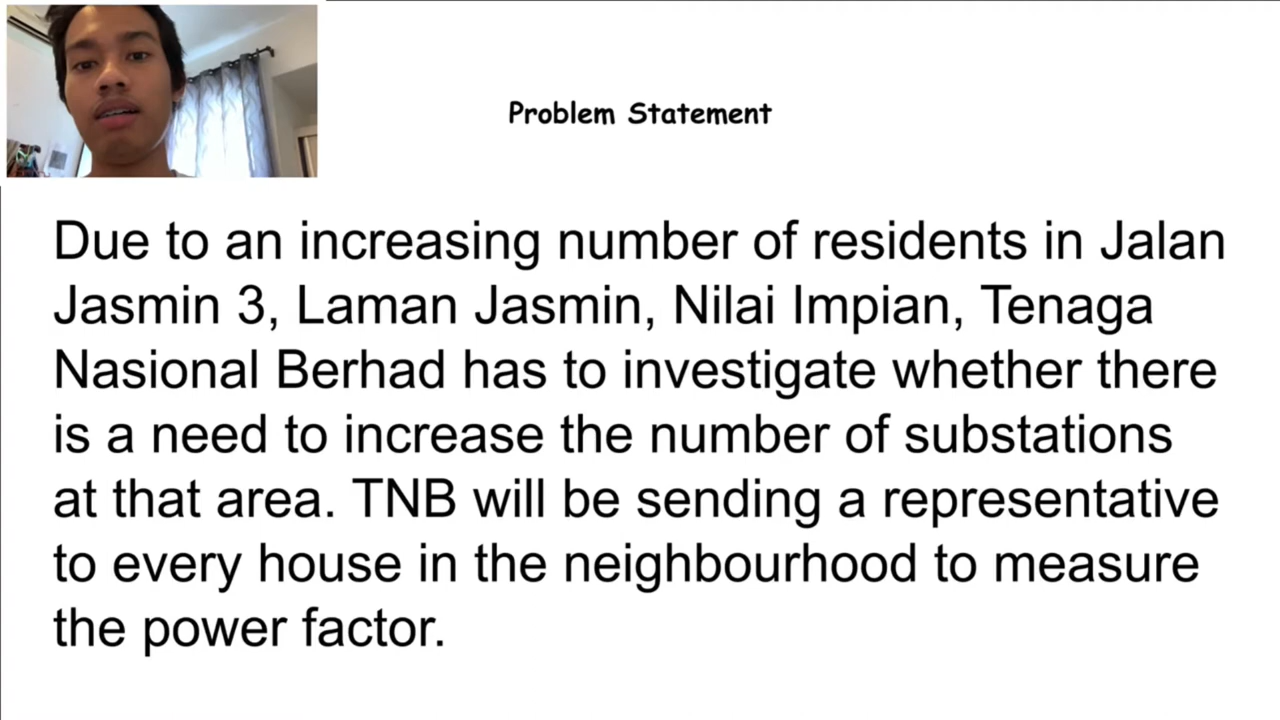 Problem Statement
Due to an increasing number of residents in Jalan
Jasmin 3, Laman Jasmin, Nilai Impian, Tenaga
Nasional Berhad has to investigate whether there
is a need to increase the number of substations
at that area. TNB will be sending a representative
to every house in the neighbourhood to measure
the power factor.